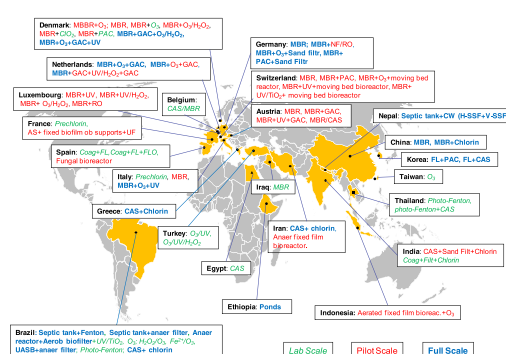 Denmark: MBBR+O3; MBR, MBR+O3, MBR+O3/H2O2,
MBR+ClO2, MBR+PAC, MBR+GAC+O3/H2O2,
MBR+O3+GAC+UV
Netherlands: MBR+O3+GAC, MBR+O3+GAC,
MBR+GAC+UV/H2O2+GAC
Germany: MBR; MBR+NF/RO,
MBR+O3+Sand filtr, MBR+
PAC+Sand Filtr
Luxembourg: MBR+UV, MBR+UV/H2O2,
MBR+ O3/H2O2, MBR+RO
Belgium:
CAS/MBR
Switzerland: MBR, MBR+PAC, MBR+O3+moving bed
reactor, MBR+UV+moving bed bioreactor, MBR+
UV/TiO2+ moving bed bioreactor
Austria: MBR, MBR+GAC,
MBR+UV+GAC, MBR/CAS
Nepal: Septic tank+CW (H-SSF+V-SSF
France: Prechlorin,
AS+ fixed biofilm ob supports+UF
China: MBR, MBR+Chlorin
Spain: Coag+FL, Coag+FL+FLO,
Fungal bioreactor
Korea: FL+PAC, FL+CAS
Italy: Prechlorin, MBR,
MBR+O3+UV
Taiwan: O3
Iraq: MBR
Thailand: Photo-Fenton,
photo-Fenton+CAS
Greece: CAS+Chlorin
Turkey: O3/UV,
O3/UV/H2O2
Iran: CAS+ chlorin,
Anaer fixed film
bioreactor.
India: CAS+Sand Filt+Chlorin
Coag+Filt+Chlorin
Egypt: CAS
Ethiopia: Ponds
Indonesia: Aerated fixed film bioreac.+O3
Brazil: Septic tank+Fenton, Septic tank+anaer filter, Anaer
reactor+Aerob biofilter+UV/TiO2, O3; H2O2/O3, Fe2+/O3,
UASB+anaer filter; Photo-Fenton; CAS+ chlorin
Lab Scale
Pilot Scale
Full Scale